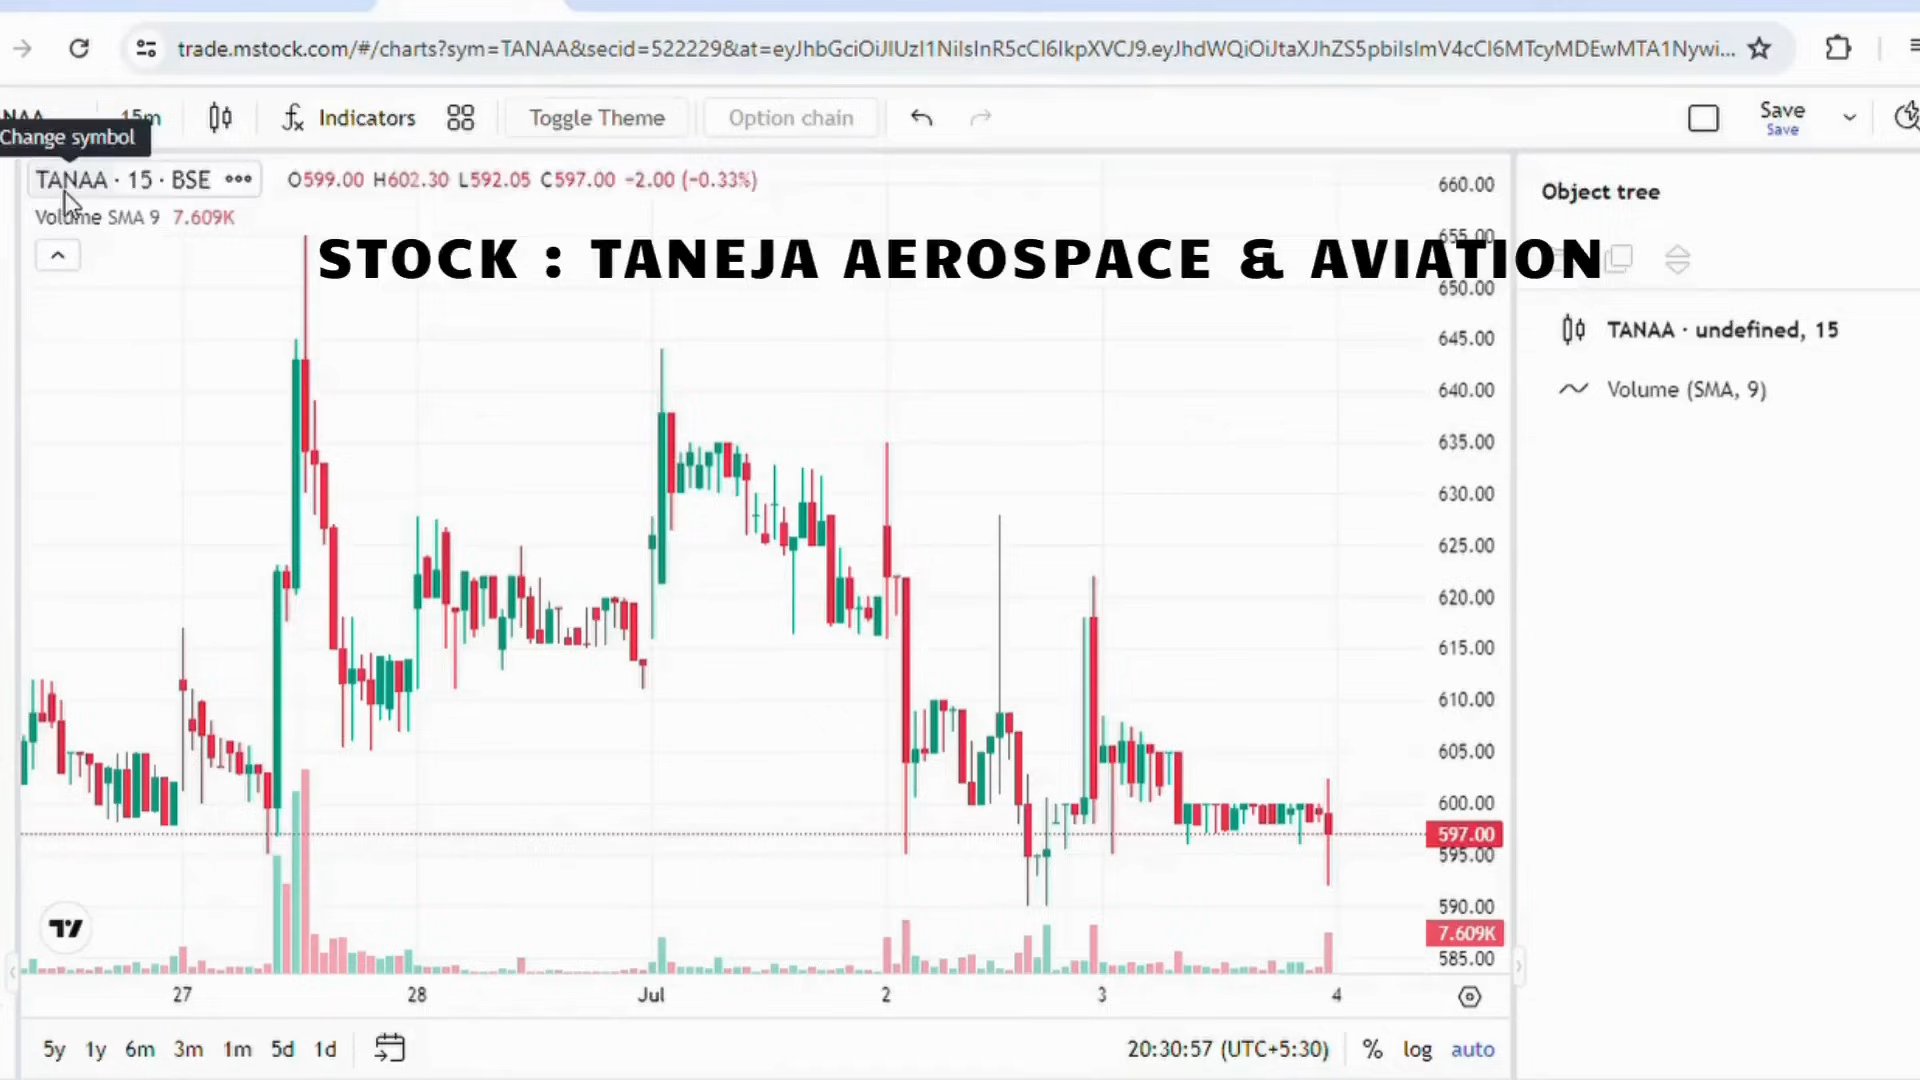 trade.mstock.com/#/charts?sym=TANAA&secid=522229&at=eyJhbGciOiJIUzI1NiIsInR5cCI6IkpXVCJ9.eyJhdWQiOiJtaXJhZS5pbiIsImV4cCI6MTcyMDEwMTA1Nywi...
15m
Indicators
Toggle Theme
Option chain
Save
Save
Change symbol
TANAA · 15 · BSE
O599.00 H602.30 L592.05 C597.00 −2.00 (−0.33%)
Volume SMA 9 7.609K
STOCK : TANEJA AEROSPACE & AVIATION
Object tree
TANAA · undefined, 15
Volume (SMA, 9)
660.00
655.00
650.00
645.00
640.00
635.00
630.00
625.00
620.00
615.00
610.00
605.00
600.00
597.00
595.00
590.00
7.609K
585.00
27 28 Jul 2 3 4
5y 1y 6m 3m 1m 5d 1d
20:30:57 (UTC+5:30)
% log auto